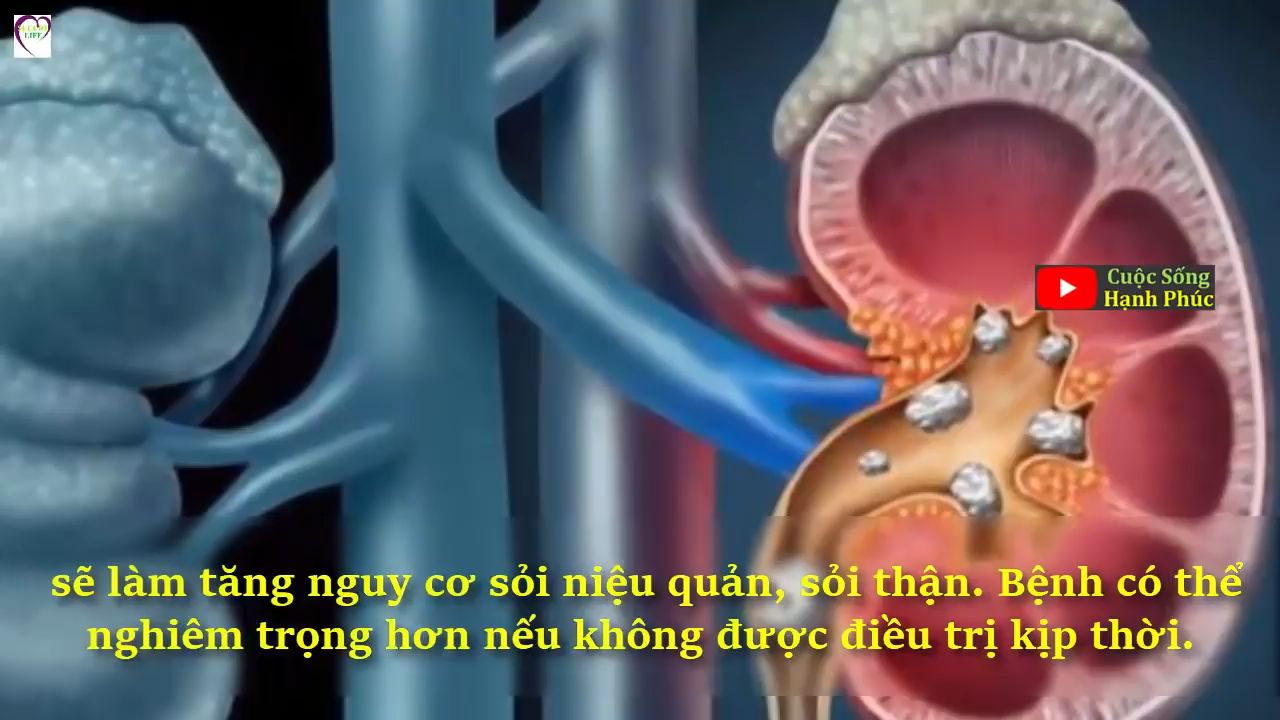 LIFE
Cuộc Sống
Hạnh Phúc
sẽ làm tăng nguy cơ sỏi niệu quản, sỏi thận. Bệnh có thể
nghiêm trọng hơn nếu không được điều trị kịp thời.